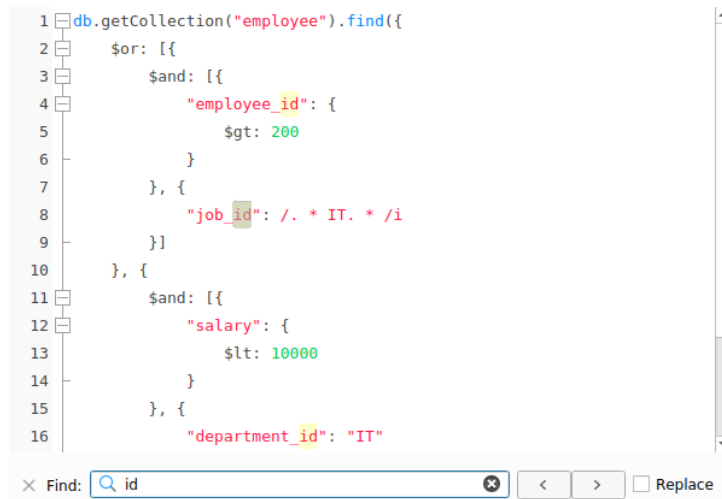 1 db.getCollection("employee").find({
2 $or: [{
3 $and: [{
4 "employee_id": {
5 $gt: 200
6 }
7 }, {
8 "job_id": /. * IT. * /i
9 }]
10 }, {
11 $and: [{
12 "salary": {
13 $lt: 10000
14 }
15 }, {
16 "department_id": "IT"
× Find: id < > Replace